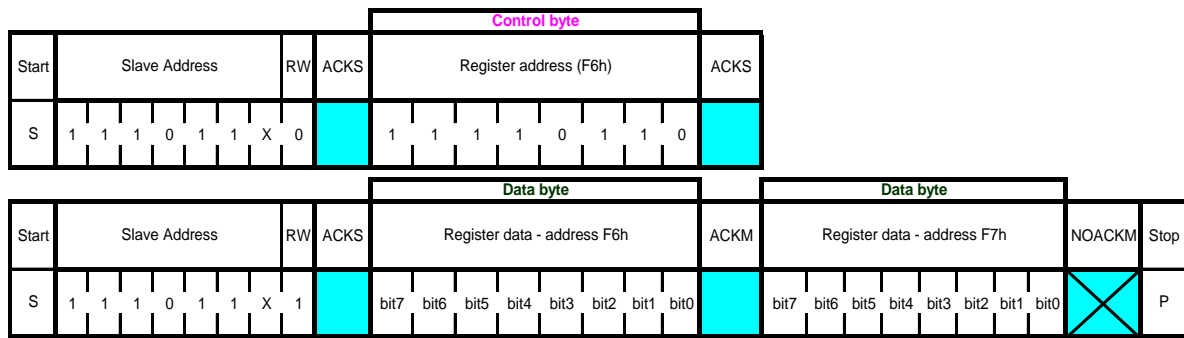 Control byte
Start Slave Address RW ACKS Register address (F6h) ACKS
S 1 1 1 0 1 1 X 0 1 1 1 1 0 1 1 0
Data byte Data byte
Start Slave Address RW ACKS Register data - address F6h ACKM Register data - address F7h NOACKM Stop
S 1 1 1 0 1 1 X 1 bit7 bit6 bit5 bit4 bit3 bit2 bit1 bit0 bit7 bit6 bit5 bit4 bit3 bit2 bit1 bit0 P